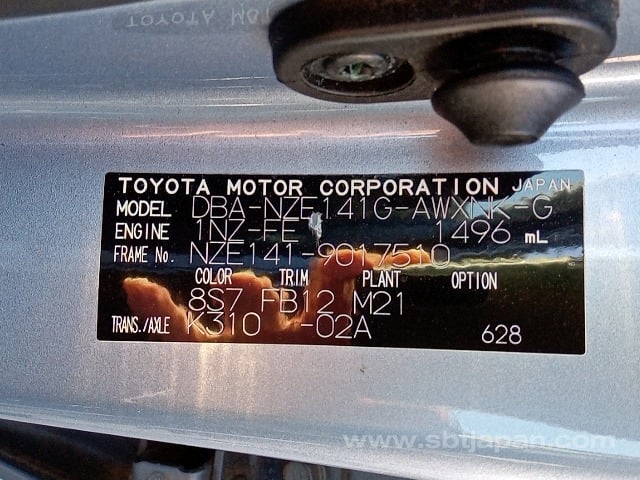 TOYOTA MOTOR CORPORATION JAPAN
MODEL DBA-NZE141G-AWXNK-G
ENGINE 1NZ-FE 1496 mL
FRAME No. NZE141-9017510
COLOR TRIM PLANT OPTION
8S7 FB12 M21
TRANS./AXLE K310 -02A 628
www.sbtjapan.com